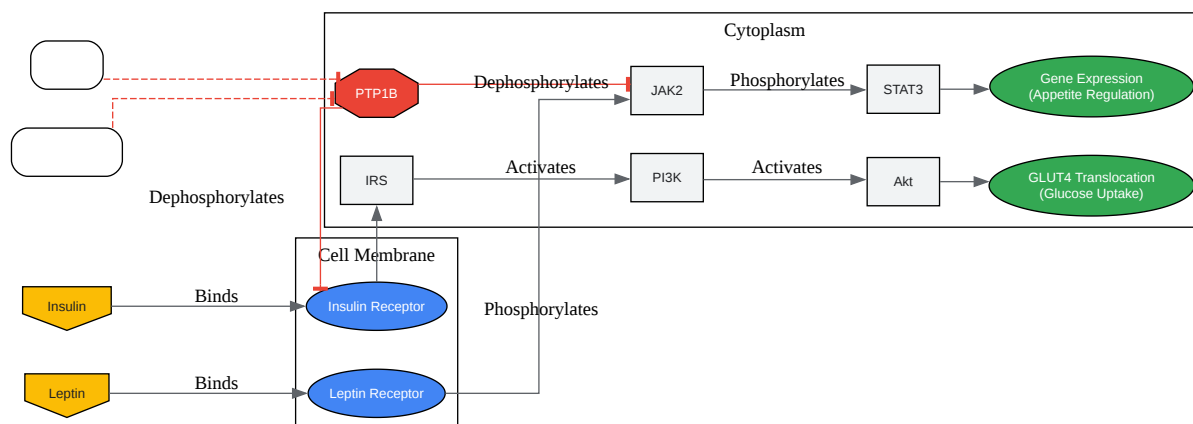 Cytoplasm
PTP1B
Dephosphorylates
JAK2
Phosphorylates
STAT3
Gene Expression
(Appetite Regulation)
IRS
Activates
PI3K
Activates
Akt
GLUT4 Translocation
(Glucose Uptake)
Dephosphorylates
Cell Membrane
Insulin
Binds
Insulin Receptor
Phosphorylates
Leptin
Binds
Leptin Receptor